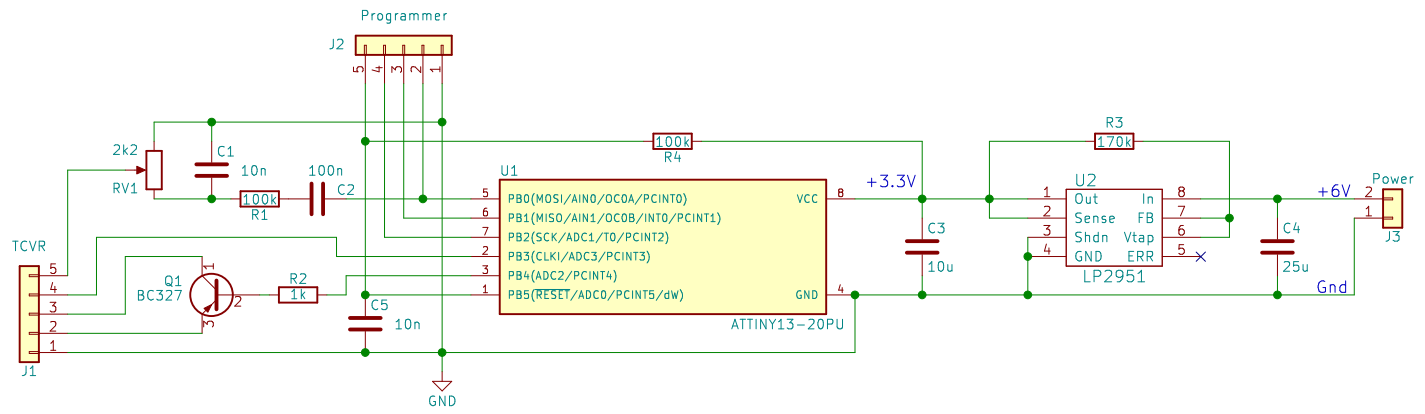 Programmer
J2
5
4
3
2
1
2k2
RV1
C1
10n
100n
C2
100k
R1
TCVR
5
4
3
2
1
J1
Q1
BC327
1
2
3
R2
1k
C5
10n
GND
100k
R4
U1
5 PB0(MOSI/AIN0/OC0A/PCINT0) VCC 8
6 PB1(MISO/AIN1/OC0B/INT0/PCINT1)
7 PB2(SCK/ADC1/T0/PCINT2)
2 PB3(CLKI/ADC3/PCINT3)
3 PB4(ADC2/PCINT4)
1 PB5(RESET/ADC0/PCINT5/dW) GND 4
ATTINY13-20PU
+3.3V
C3
10u
R3
170k
U2
1 Out In 8
2 Sense FB 7
3 Shdn Vtap 6
4 GND ERR 5
LP2951
C4
25u
+6V
Gnd
Power
2
1
J3